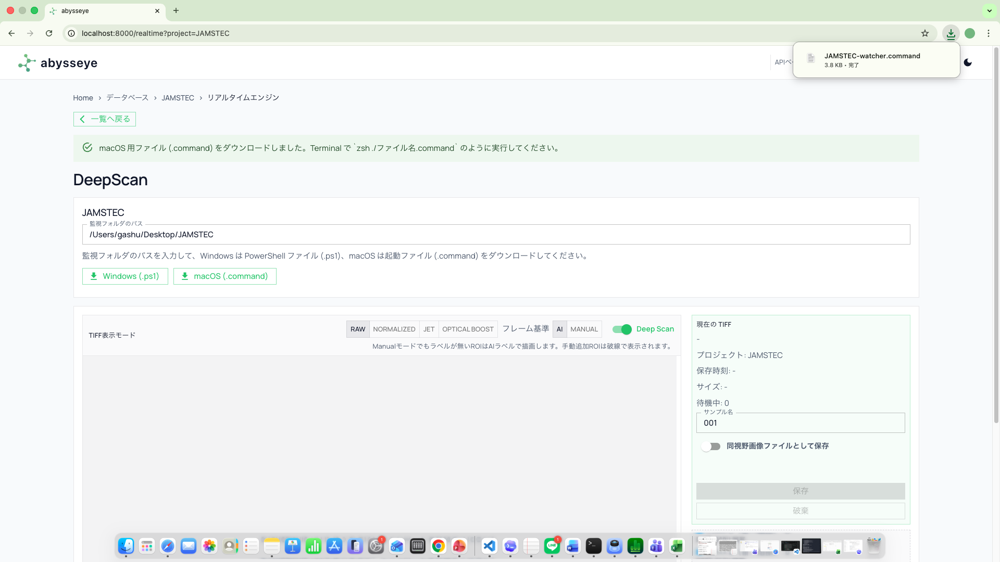 abysseye
localhost:8000/realtime?project=JAMSTEC
JAMSTEC-watcher.command
3.8 KB • 完了
abysseye
APIベ
Home › データベース › JAMSTEC › リアルタイムエンジン
一覧へ戻る
macOS 用ファイル (.command) をダウンロードしました。Terminal で `zsh ./ファイル名.command` のように実行してください。
DeepScan
JAMSTEC
監視フォルダのパス
/Users/gashu/Desktop/JAMSTEC
監視フォルダのパスを入力して、Windows は PowerShell ファイル (.ps1)、macOS は起動ファイル (.command) をダウンロードしてください。
Windows (.ps1)
macOS (.command)
TIFF表示モード
RAW NORMALIZED JET OPTICAL BOOST フレーム基準 AI MANUAL Deep Scan
Manualモードでもラベルが無いROIはAIラベルで描画します。手動追加ROIは破線で表示されます。
現在の TIFF
-
プロジェクト: JAMSTEC
保存時刻: -
サイズ: -
待機中: 0
サンプル名
001
同視野画像ファイルとして保存
保存
破棄
1
LINE
1